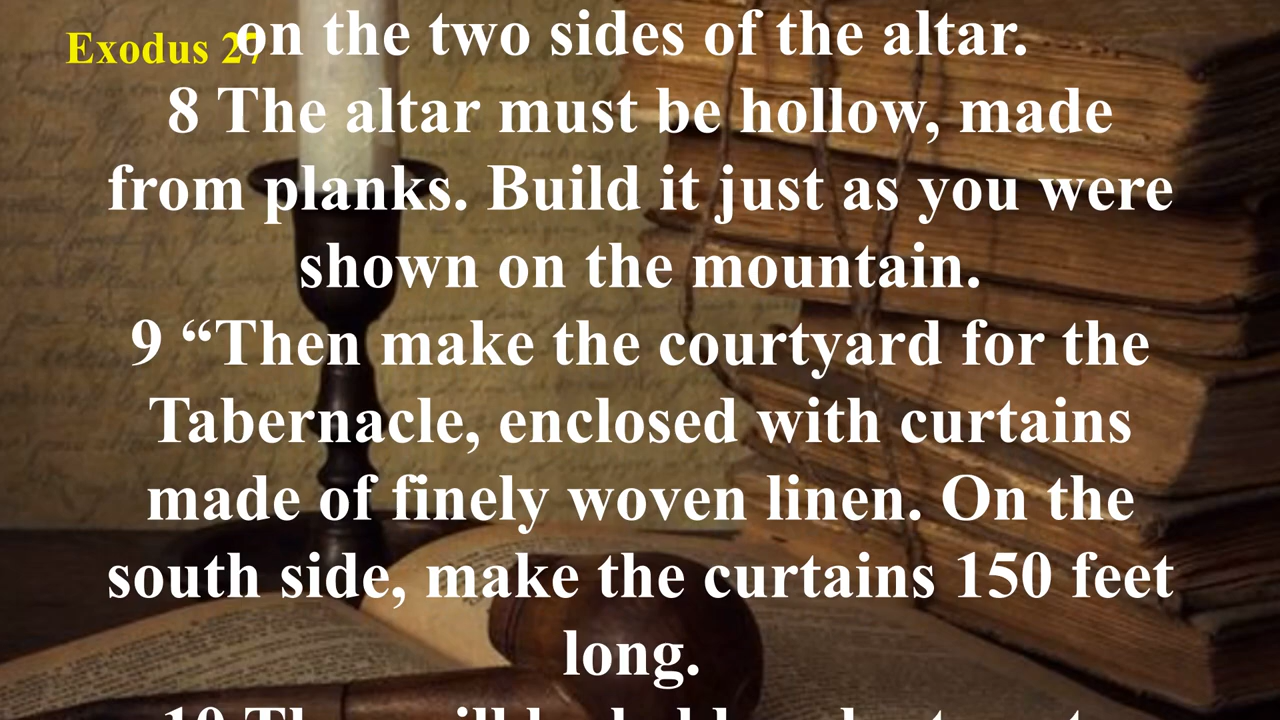 Exodus 27
on the two sides of the altar.
8 The altar must be hollow, made
from planks. Build it just as you were
shown on the mountain.
9 “Then make the courtyard for the
Tabernacle, enclosed with curtains
made of finely woven linen. On the
south side, make the curtains 150 feet
long.